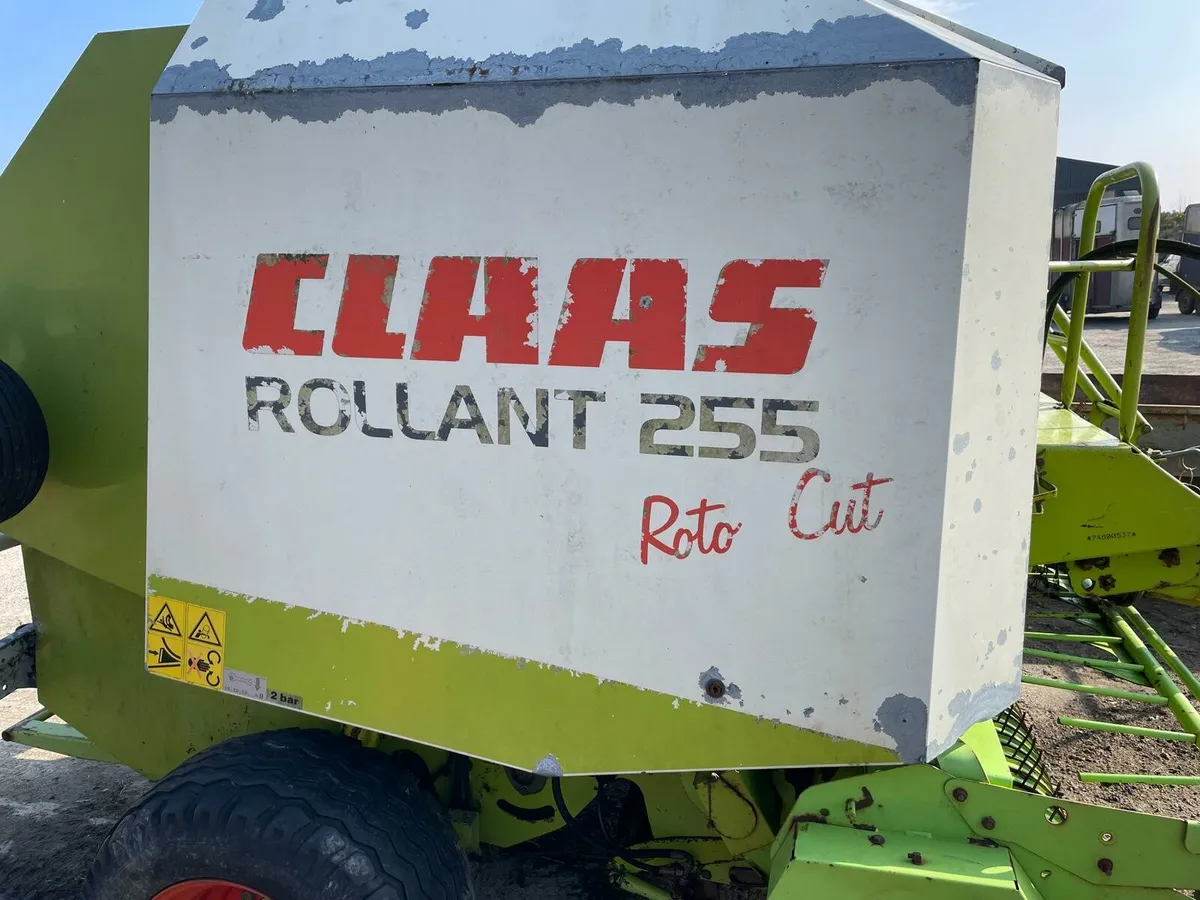 CLAAS
ROLLANT 255
Roto Cut
2 bar